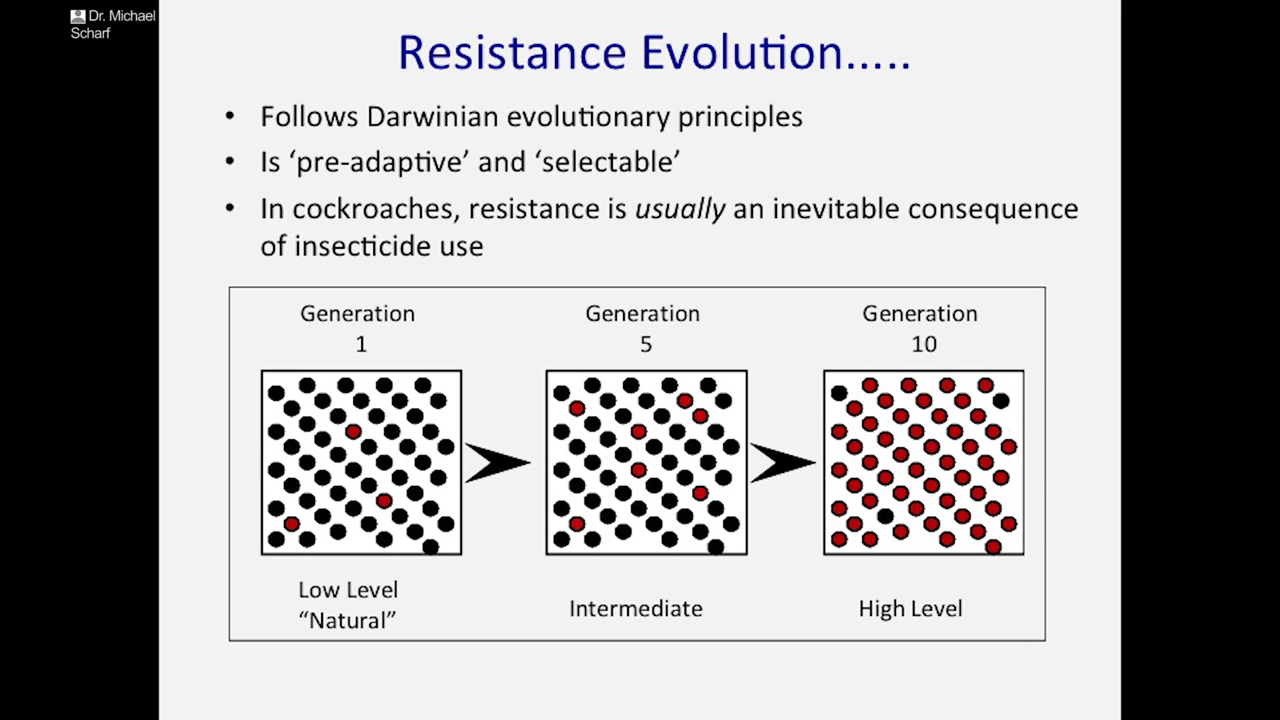 Dr. Michael
Scharf
Resistance Evolution.....
• Follows Darwinian evolutionary principles
• Is ‘pre-adaptive’ and ‘selectable’
• In cockroaches, resistance is usually an inevitable consequence
of insecticide use
Generation
1
Generation
5
Generation
10
Low Level
“Natural”
Intermediate
High Level